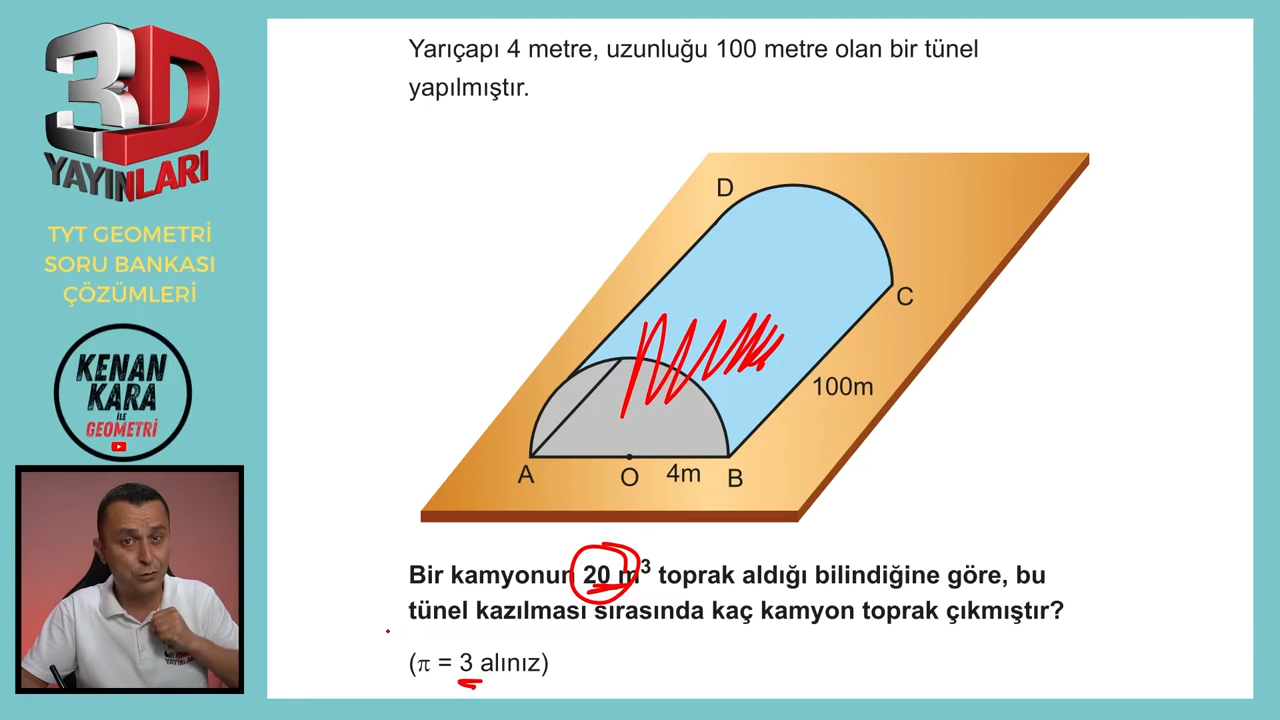 3D
YAYINLARI
TYT GEOMETRİ
SORU BANKASI
ÇÖZÜMLERİ
KENAN
KARA
İLE
GEOMETRİ
Yarıçapı 4 metre, uzunluğu 100 metre olan bir tünel
yapılmıştır.
D
C
100m
A
O
4m
B
Bir kamyonun 20 m³ toprak aldığı bilindiğine göre, bu
tünel kazılması sırasında kaç kamyon toprak çıkmıştır?
(π = 3 alınız)